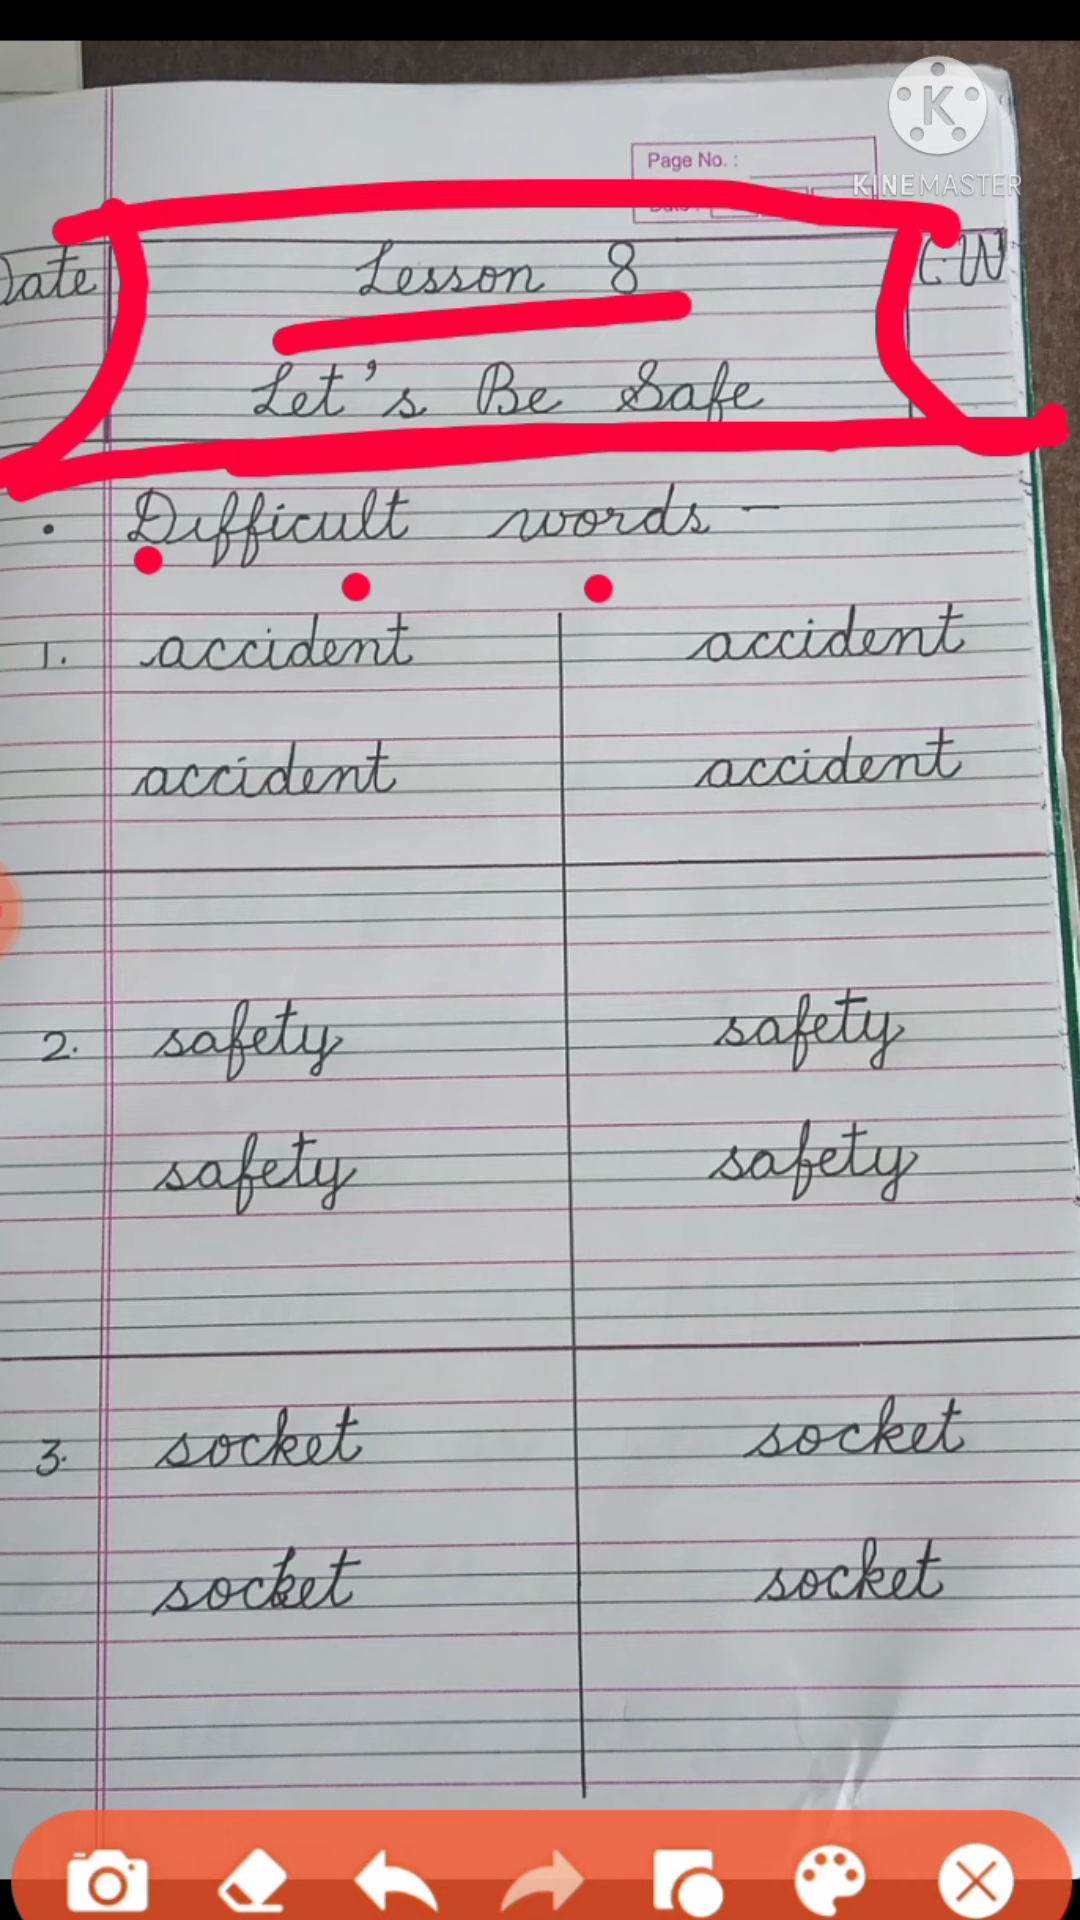 Page No. :
KINEMASTER
Date Lesson 8 C.W
Let's Be Safe
• Difficult words -
1. accident accident
accident accident
2. safety safety
safety safety
3. socket socket
socket socket